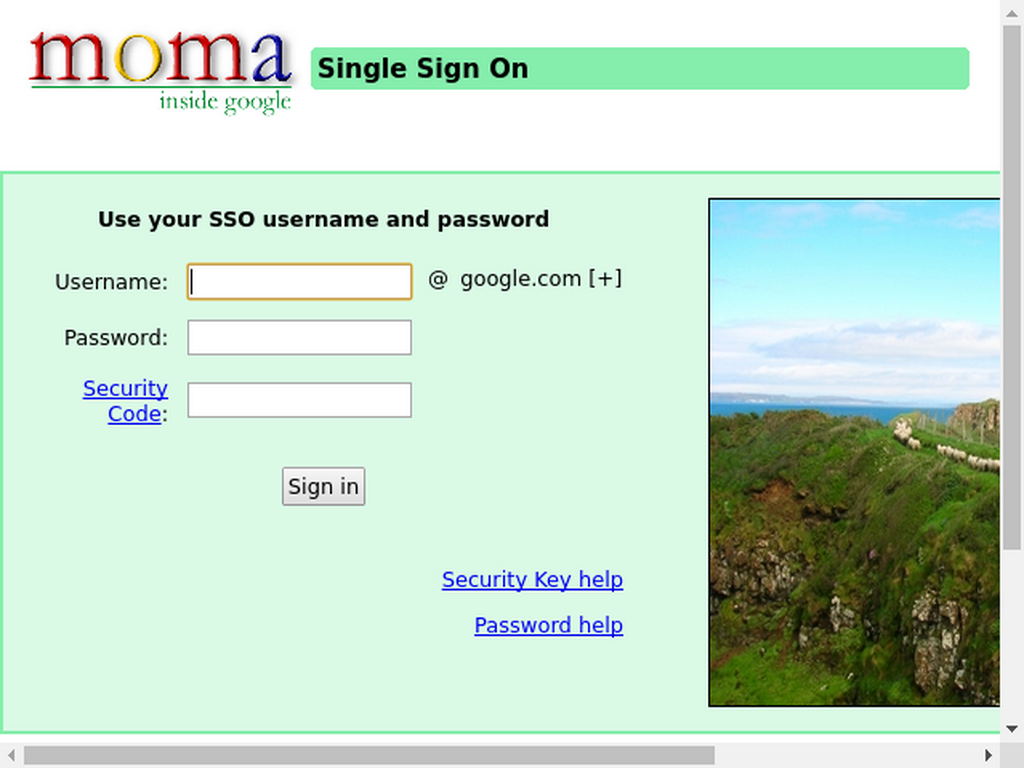 moma
inside google
Single Sign On
Use your SSO username and password
Username:
@ google.com [+]
Password:
Security
Code:
Sign in
Security Key help
Password help